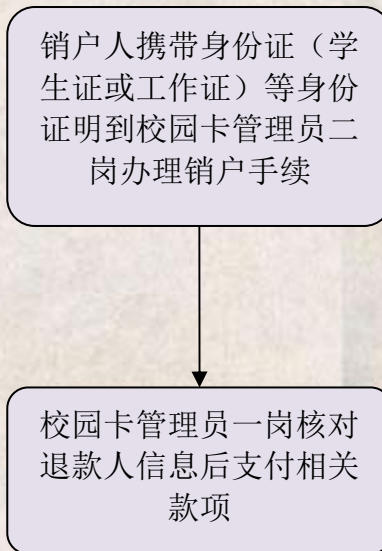 销户人携带身份证（学
生证或工作证）等身份
证明到校园卡管理员二
岗办理销户手续
校园卡管理员一岗核对
退款人信息后支付相关
款项